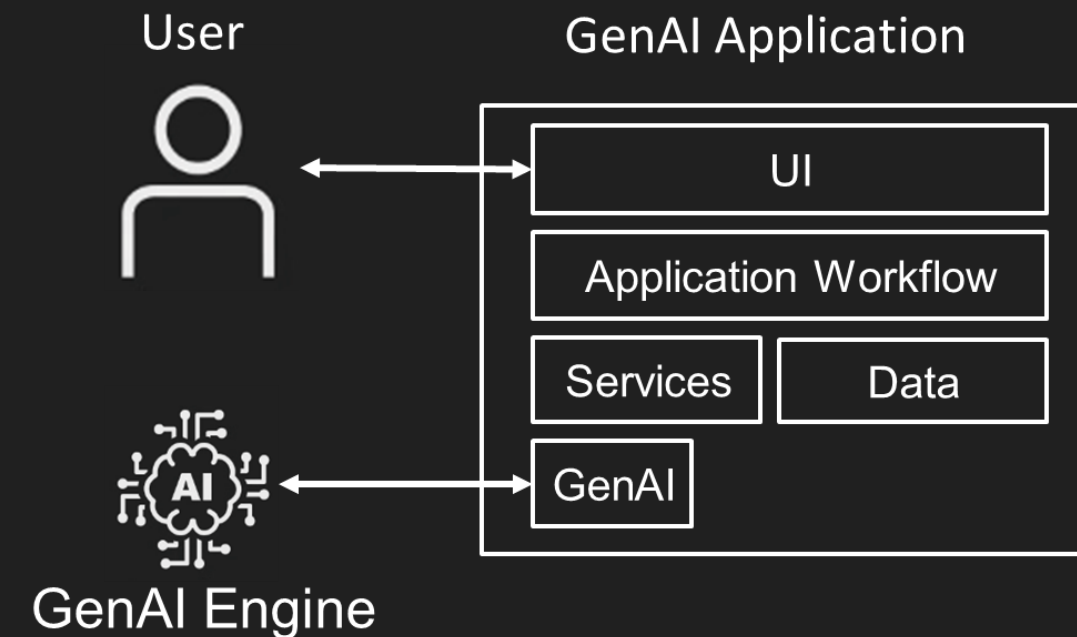 User
GenAI Application
UI
Application Workflow
Services
Data
GenAI
AI
GenAI Engine